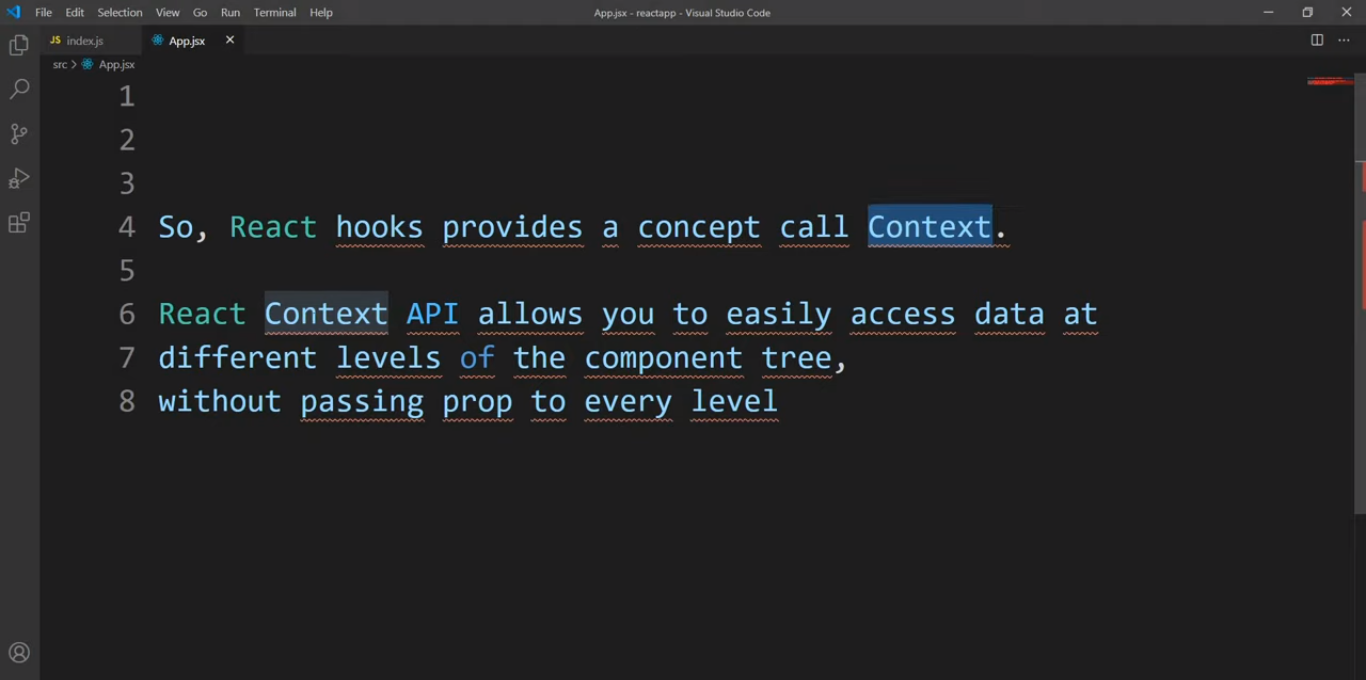 File Edit Selection View Go Run Terminal Help App.jsx - reactapp - Visual Studio Code
JS index.js App.jsx
src > App.jsx
1
2
3
4 So, React hooks provides a concept call Context.
5
6 React Context API allows you to easily access data at
7 different levels of the component tree,
8 without passing prop to every level